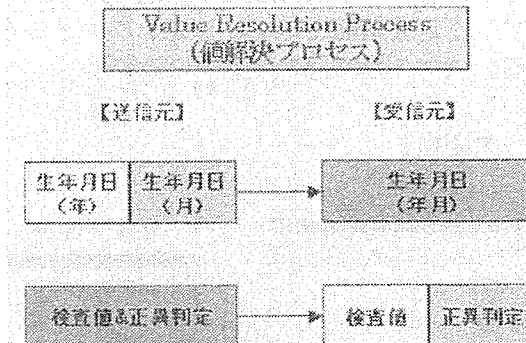 Value Resolution Process
(値解決プロセス)
【送信元】
【受信元】
生年月日
(年)
生年月日
(月)
生年月日
(年月)
検査値&正異判定
検査値
正異判定